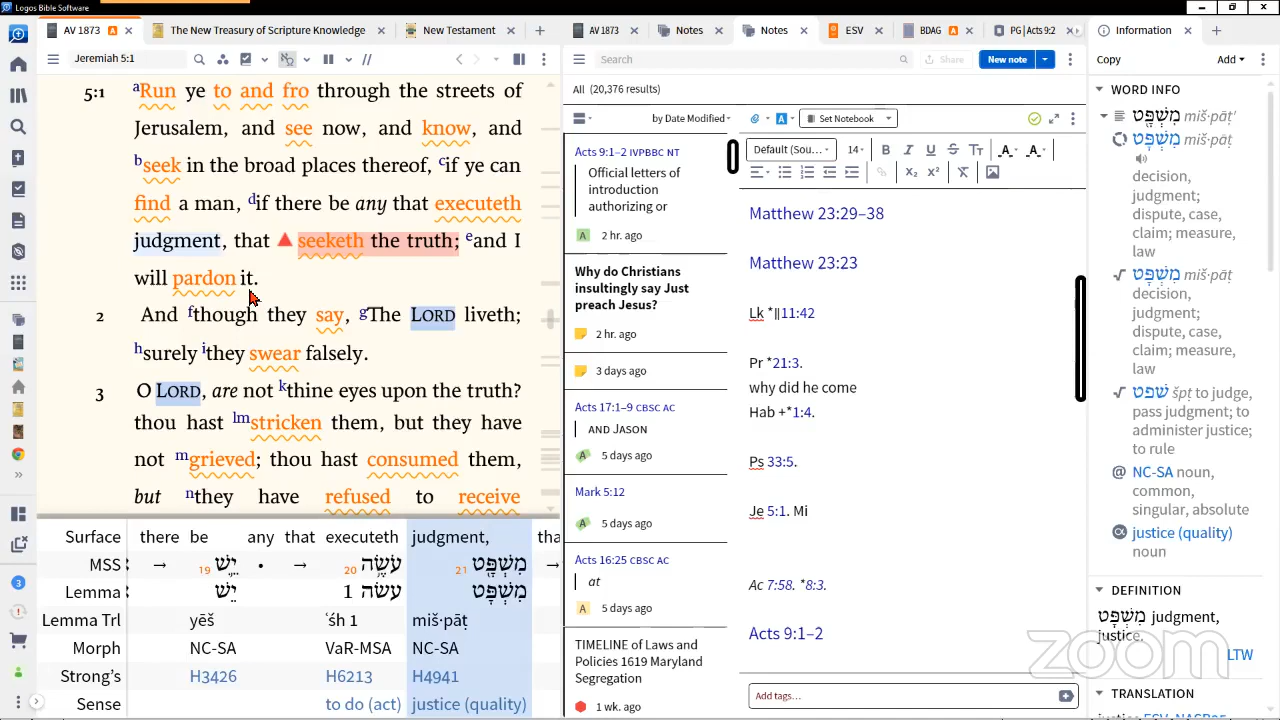 Logos Bible Software
AV 1873 A
The New Treasury of Scripture Knowledge
New Testament
AV 1873
Notes
Notes
ESV
BDAG A
PG | Acts 9:2
Information
Jeremiah 5:1
Search
Share
New note
Copy
Add
All (20,376 results)
by Date Modified
A
Set Notebook
Default (Sou...
14
B I U S TT A A
X₂ X²
5:1 aRun ye to and fro through the streets of
Jerusalem, and see now, and know, and
bseek in the broad places thereof, cif ye can
find a man, dif there be any that executeth
judgment, that seeketh the truth; eand I
will pardon it.
2 And fthough they say, gThe LORD liveth;
hsurely ithey swear falsely.
3 O LORD, are not kthine eyes upon the truth?
thou hast lmstricken them, but they have
not mgrieved; thou hast consumed them,
but nthey have refused to receive
Surface there be any that executeth judgment, tha
MSS → יֵ֛שׁ 19 • → עֹשֶׂ֥ה 20 מִשְׁפָּ֖ט 21 →
Lemma יֵשׁ עשׂה 1 מִשְׁפָּט
Lemma Trl yēš ʿśh 1 miš·pāṭ
Morph NC-SA VaR-MSA NC-SA
Strong's H3426 H6213 H4941
Sense to do (act) justice (quality)
3
Acts 9:1–2 IVPBBC NT
Official letters of
introduction
authorizing or
A 2 hr. ago
Why do Christians
insultingly say Just
preach Jesus?
2 hr. ago
3 days ago
Acts 17:1–9 CBSC AC
AND JASON
A 5 days ago
Mark 5:12
A 5 days ago
Acts 16:25 CBSC AC
at
A 5 days ago
TIMELINE of Laws and
Policies 1619 Maryland
Segregation
1 wk. ago
Matthew 23:29–38
Matthew 23:23
Lk *||11:42
Pr *21:3.
why did he come
Hab +*1:4.
Ps 33:5.
Je 5:1. Mi
Ac 7:58. *8:3.
Acts 9:1–2
Add tags...
WORD INFO
מִשְׁפָּ֖ט miš·pāṭ'
מִשְׁפָּט miš·pāṭ
decision,
judgment;
dispute, case,
claim; measure,
law
מִשְׁפָּט miš·pāṭ
decision,
judgment;
dispute, case,
claim; measure,
law
שׁפט špṭ to judge,
pass judgment; to
administer justice;
to rule
@ NC-SA noun,
common,
singular, absolute
justice (quality)
noun
DEFINITION
מִשְׁפָּט judgment,
justice.
LTW
TRANSLATION
zoom